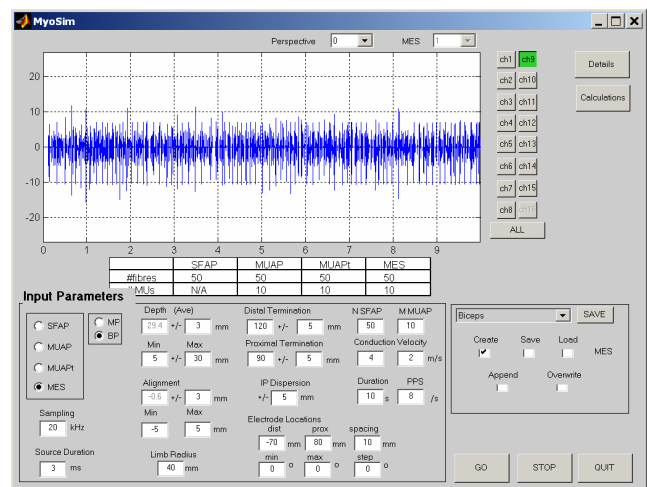 MyoSim
Perspective 0 MES 1
ch1 ch9
ch2 ch10
ch3 ch11
ch4 ch12
ch5 ch13
ch6 ch14
ch7 ch15
ch8 ch16
ALL
Details
Calculations
20
10
0
-10
-20
0 1 2 3 4 5 6 7 8 9
SFAP MUAP MUAPt MES
#fibres 50 50 50 50
#MUs N/A 10 10 10
Input Parameters
SFAP
MUAP
MUAPt
MES
MP
BP
Sampling
20 kHz
Source Duration
3 ms
Depth (Ave)
29.4 +/- 3 mm
Min Max
5 +/- 30 mm
Alignment
-0.6 +/- 3 mm
Min Max
-5 5 mm
Limb Radius
40 mm
Distal Termination
120 +/- 5 mm
Proximal Termination
90 +/- 5 mm
IP Dispersion
+/- 5 mm
Electrode Locations
dist prox spacing
-70 mm 80 mm 10 mm
min max step
0 o 0 o 0 o
N SFAP M MUAP
50 10
Conduction Velocity
4 2 m/s
Duration PPS
10 s 8 /s
Biceps SAVE
Create Save Load
MES
Append Overwrite
GO STOP QUIT